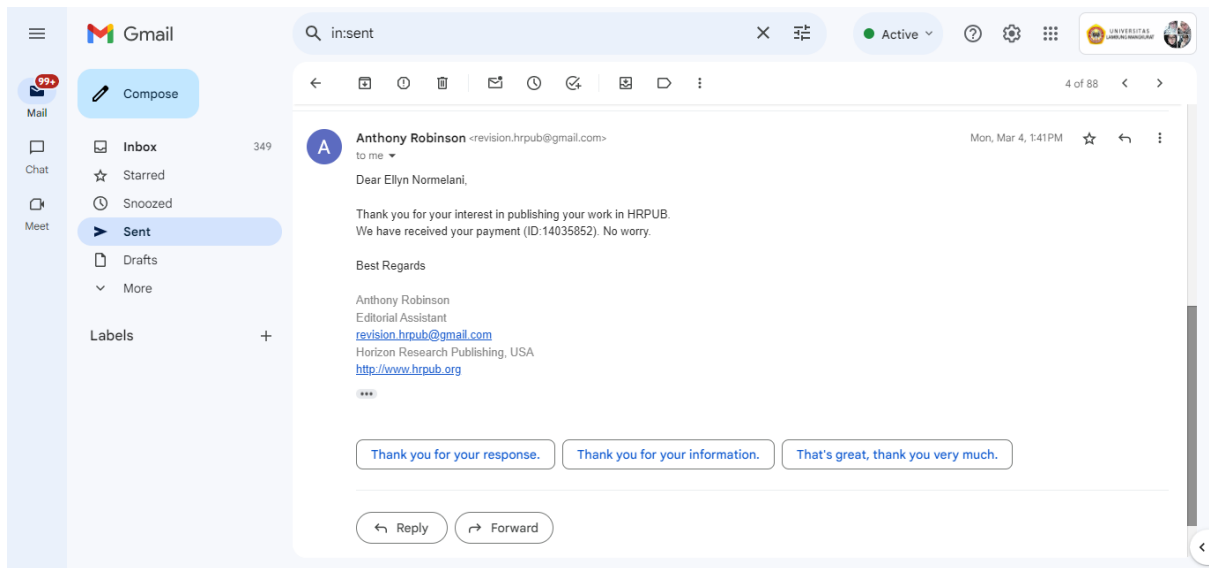 Gmail
in:sent
Active
UNIVERSITAS
LAMBUNG MANGKURAT
99+
Mail
Chat
Meet
Compose
Inbox 349
Starred
Snoozed
Sent
Drafts
More
Labels
4 of 88
A
Anthony Robinson <revision.hrpub@gmail.com>
Mon, Mar 4, 1:41 PM
to me
Dear Ellyn Normelani,
Thank you for your interest in publishing your work in HRPUB.
We have received your payment (ID:14035852). No worry.
Best Regards
Anthony Robinson
Editorial Assistant
revision.hrpub@gmail.com
Horizon Research Publishing, USA
http://www.hrpub.org
Thank you for your response.
Thank you for your information.
That's great, thank you very much.
Reply
Forward